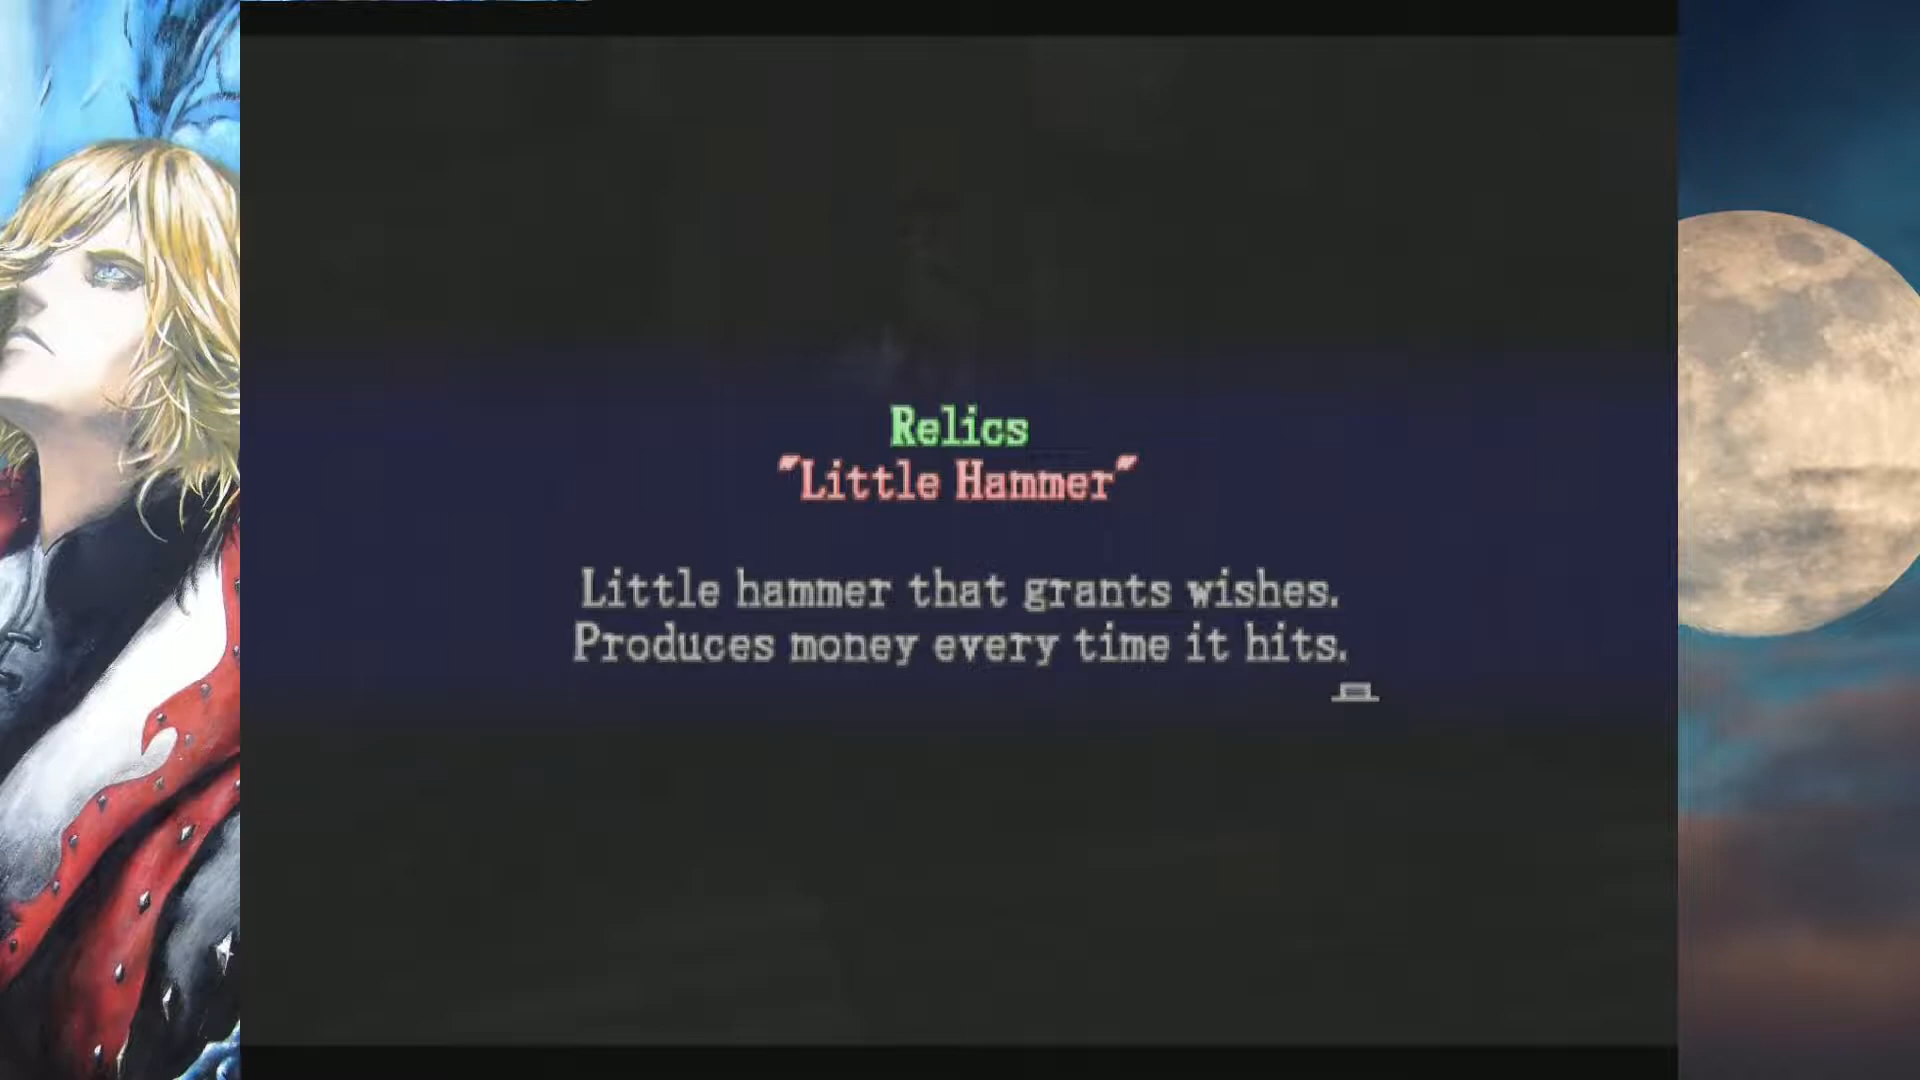 Relics
"Little Hammer"
Little hammer that grants wishes.
Produces money every time it hits.